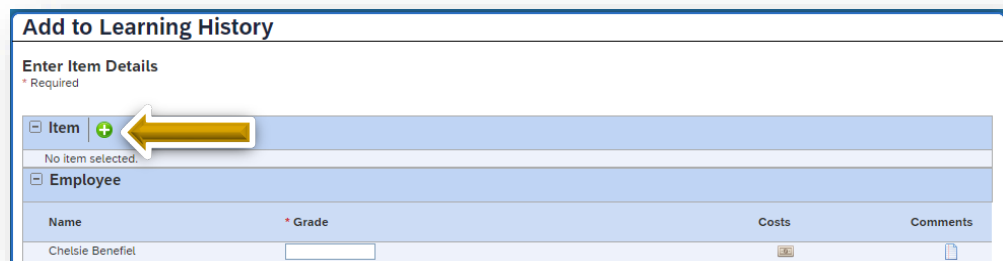 Add to Learning History
Enter Item Details
* Required
Item
No item selected.
Employee
Name * Grade Costs Comments
Chelsie Benefiel